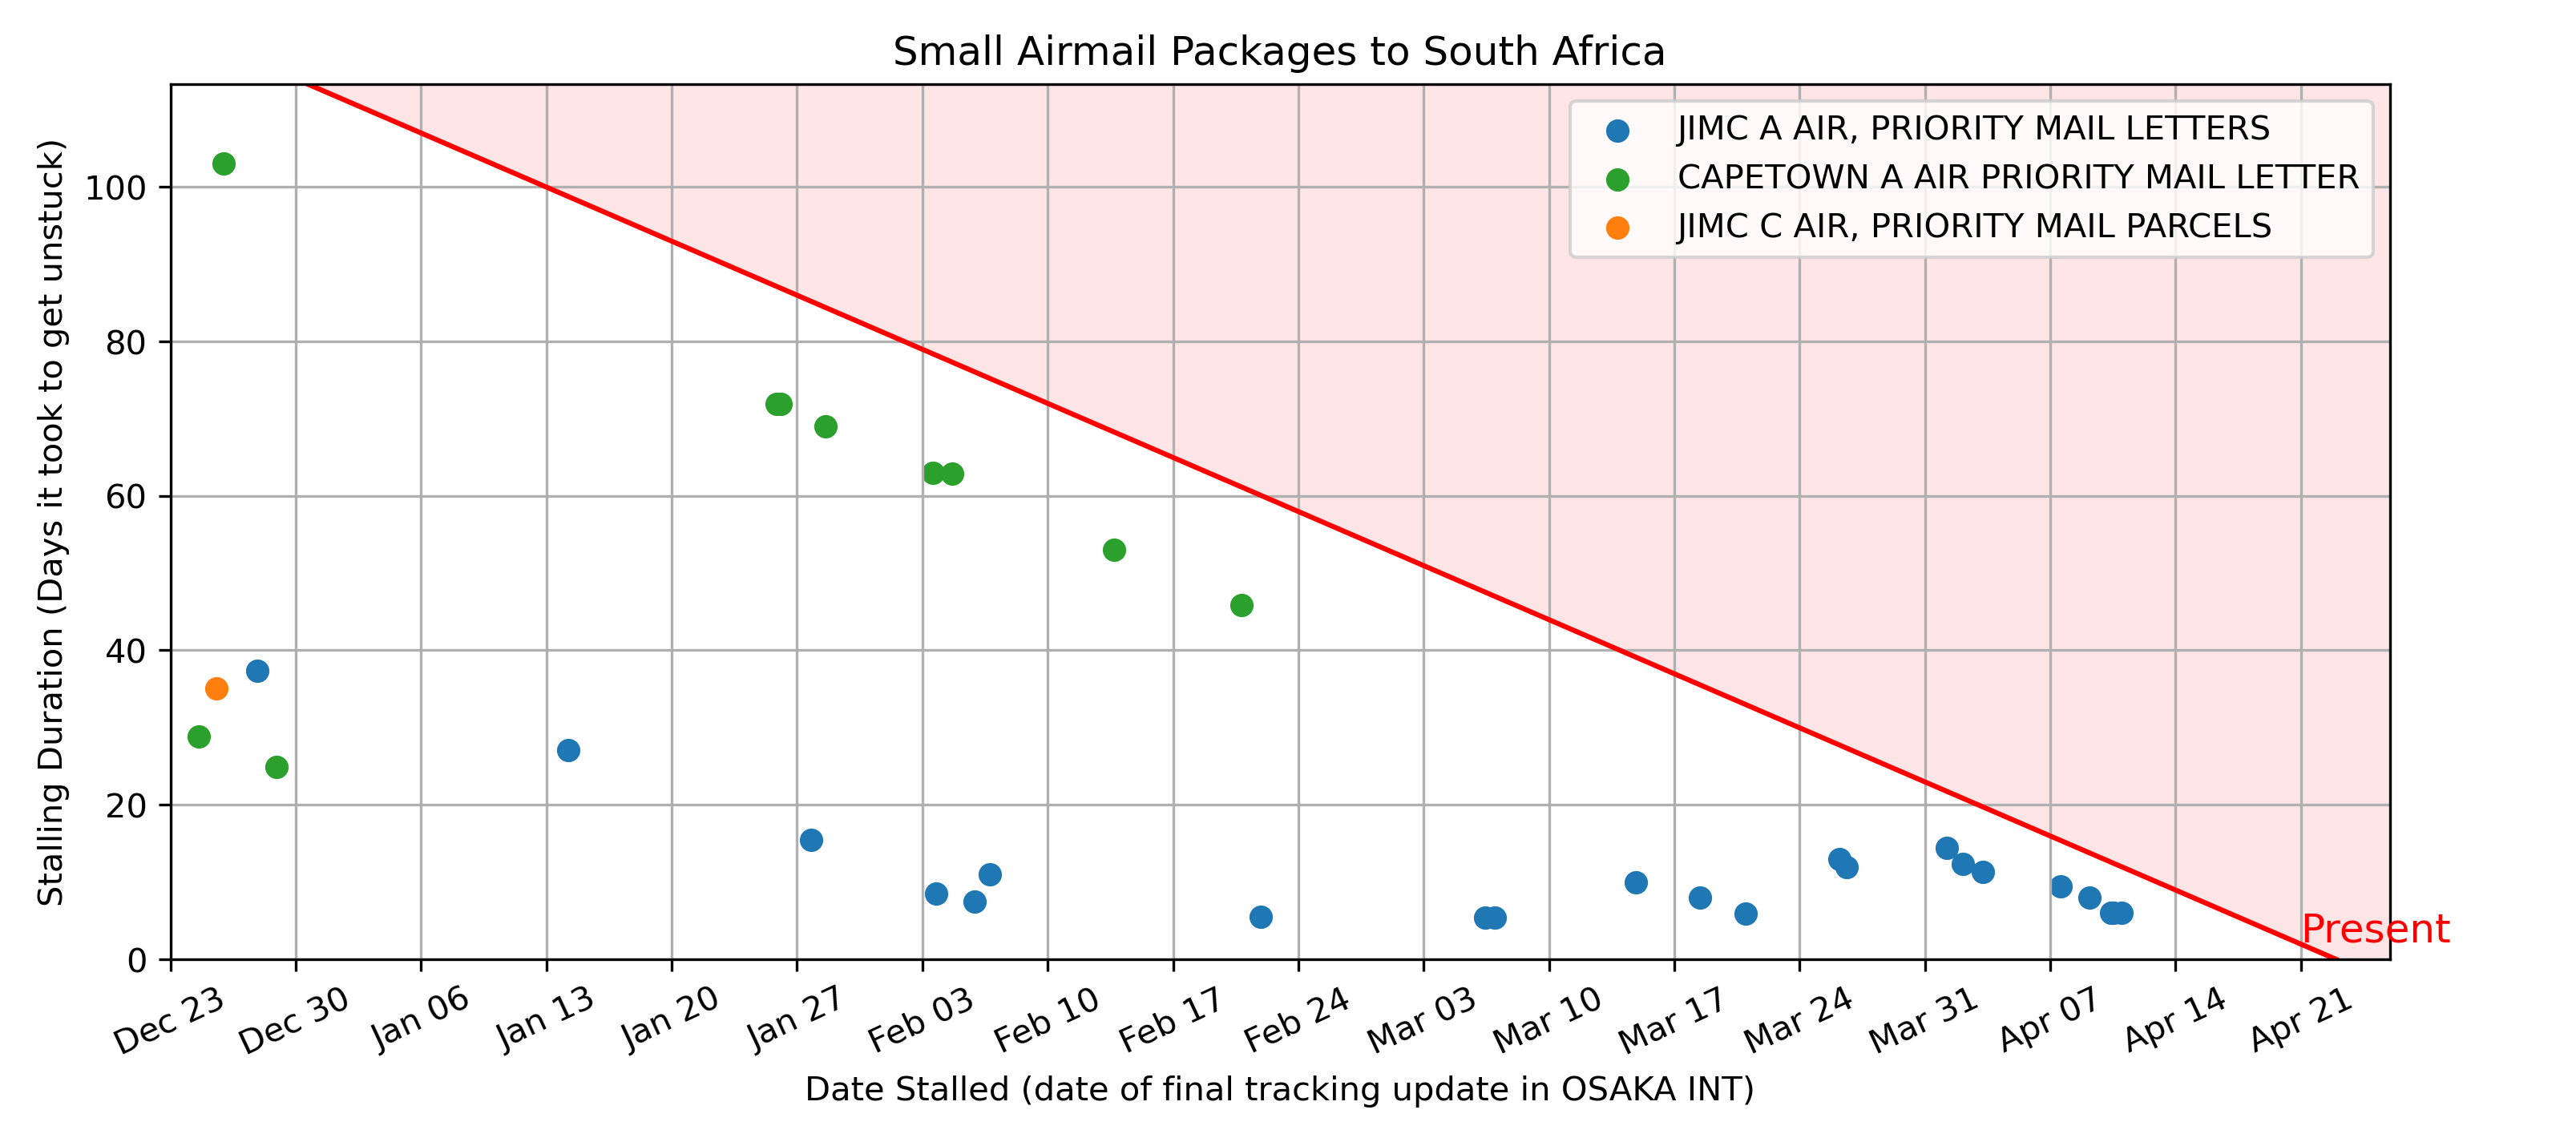 Small Airmail Packages to South Africa
JIMC A AIR, PRIORITY MAIL LETTERS
CAPETOWN A AIR PRIORITY MAIL LETTER
JIMC C AIR, PRIORITY MAIL PARCELS
Stalling Duration (Days it took to get unstuck)
100
80
60
40
20
0
Present
Dec 23
Dec 30
Jan 06
Jan 13
Jan 20
Jan 27
Feb 03
Feb 10
Feb 17
Feb 24
Mar 03
Mar 10
Mar 17
Mar 24
Mar 31
Apr 07
Apr 14
Apr 21
Date Stalled (date of final tracking update in OSAKA INT)